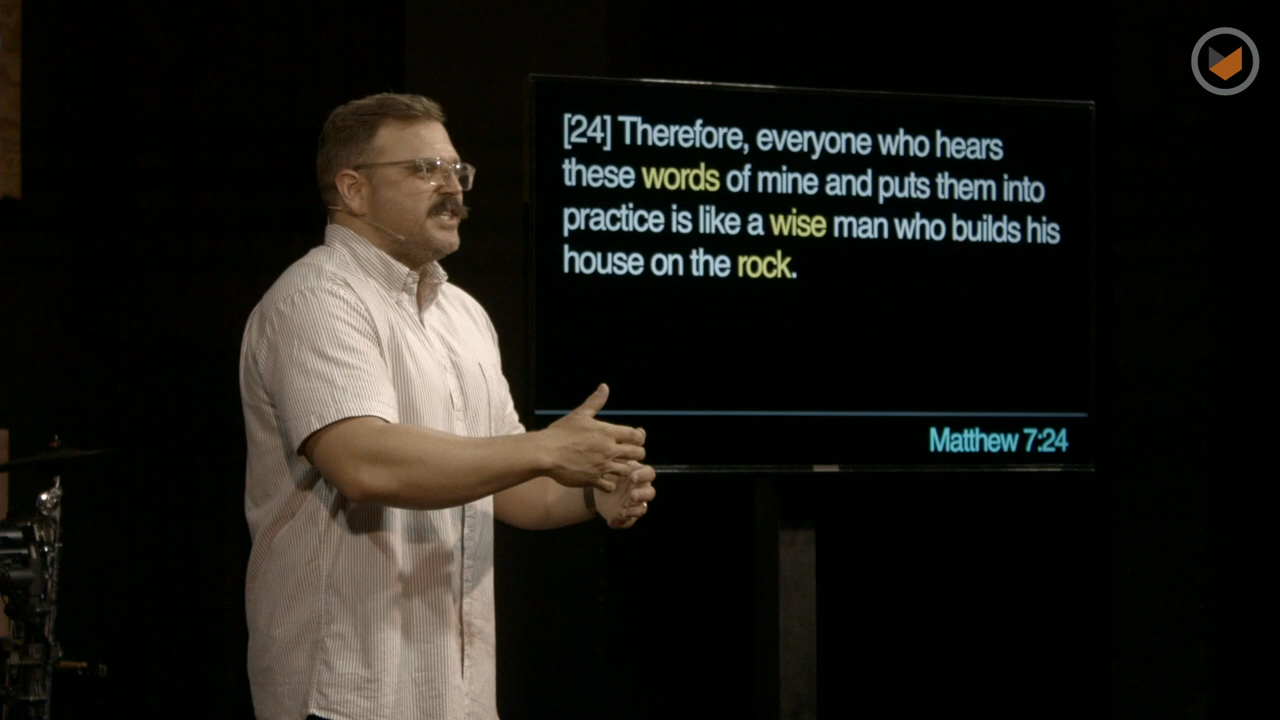 [24] Therefore, everyone who hears
these words of mine and puts them into
practice is like a wise man who builds his
house on the rock.
Matthew 7:24